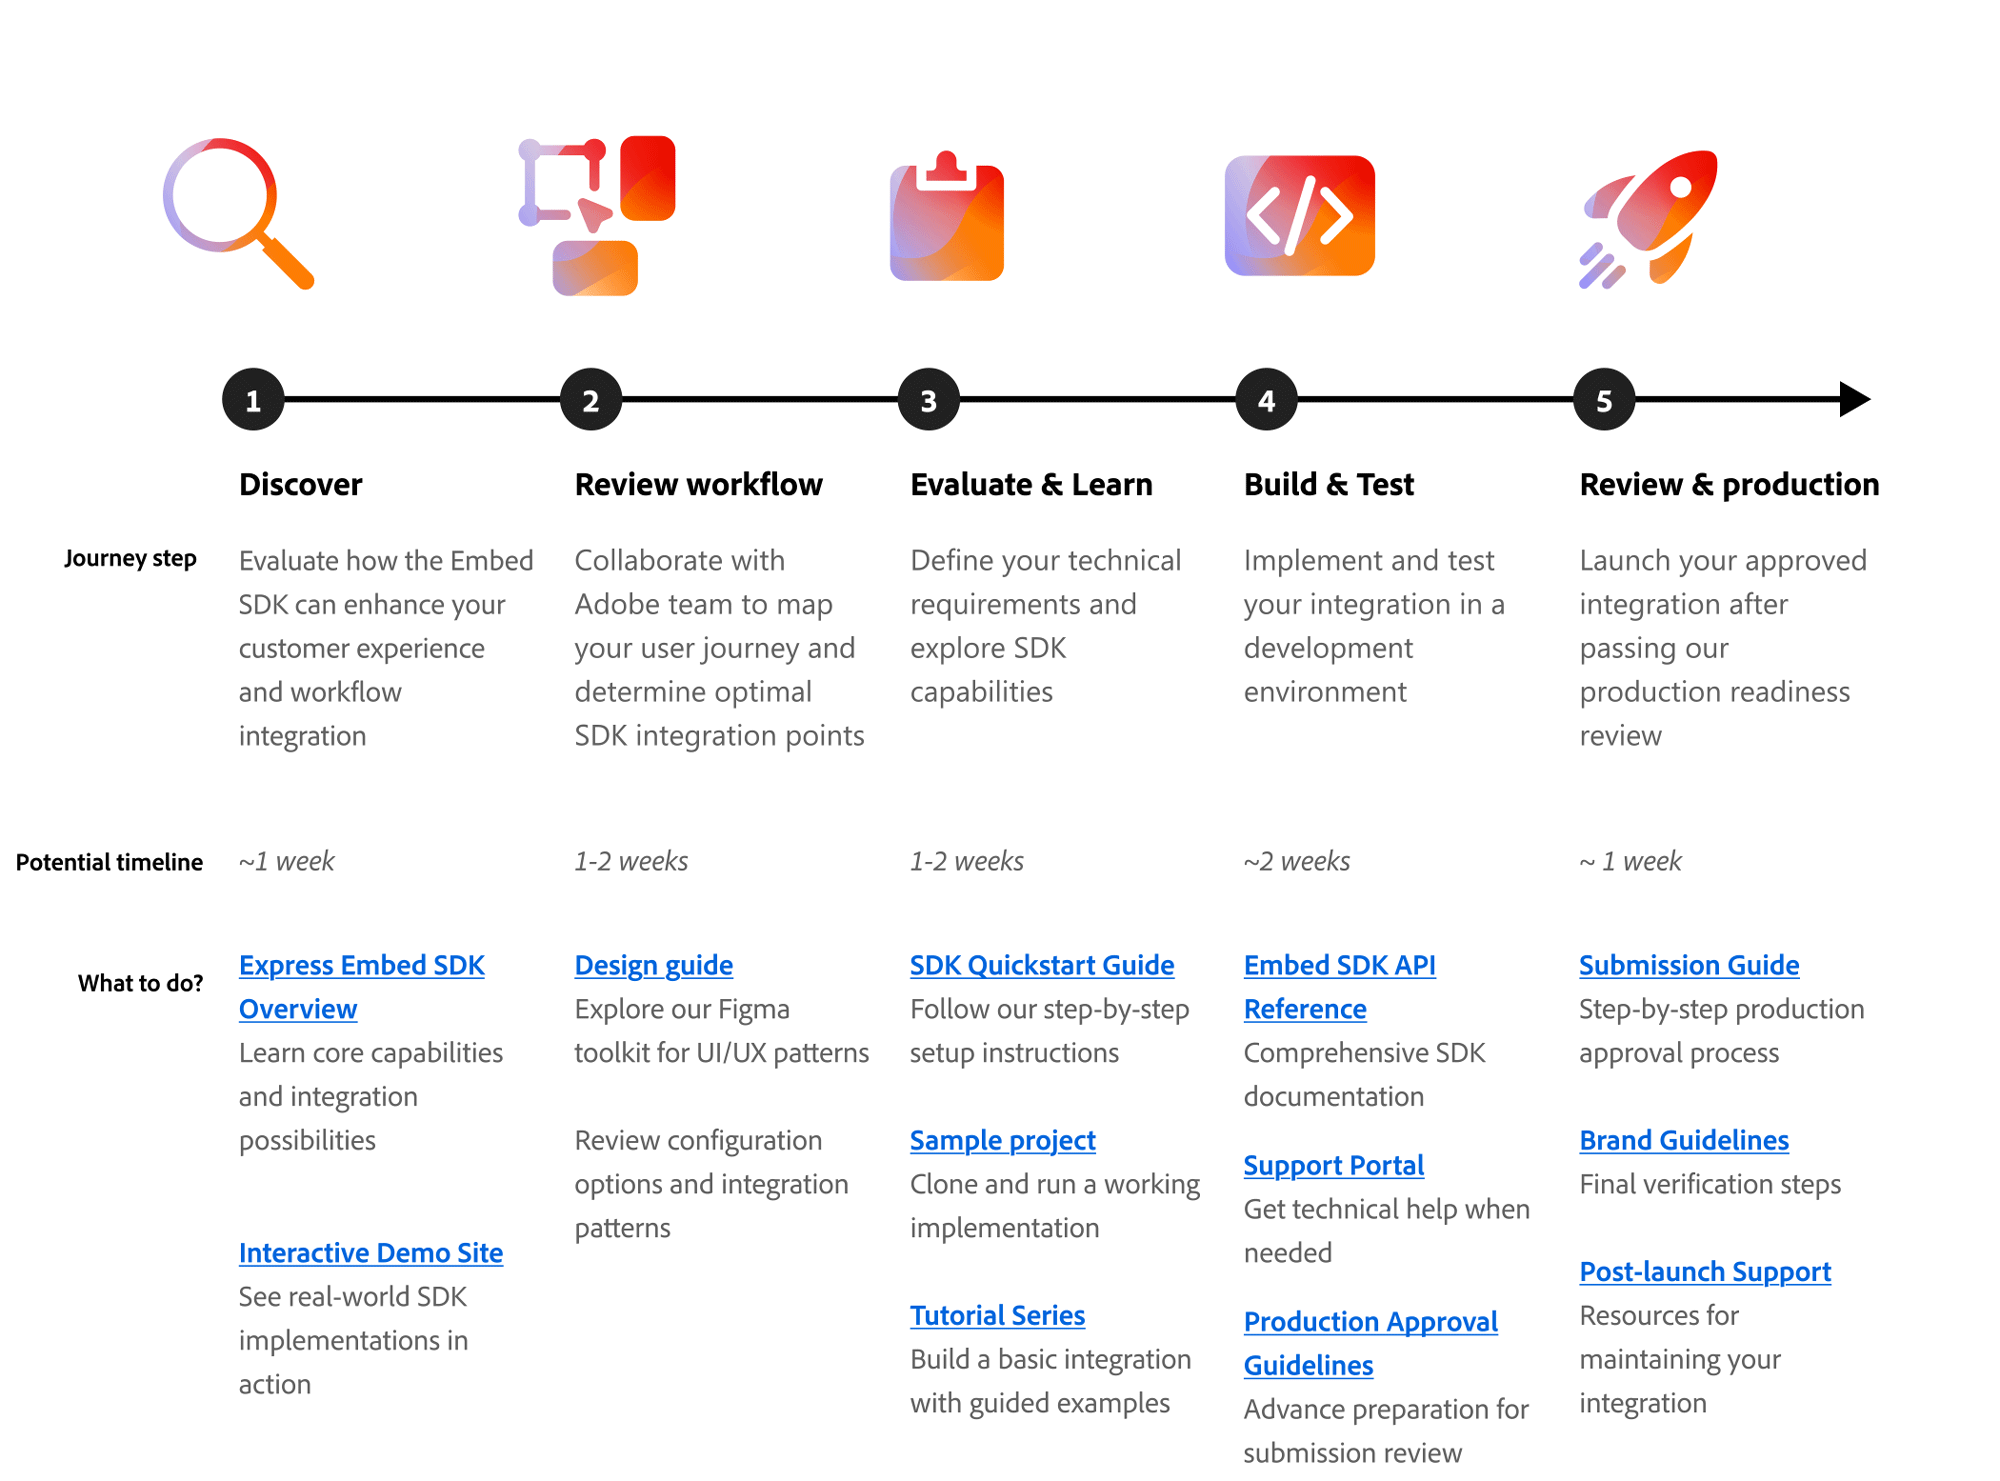 1
2
3
4
5
Discover
Review workflow
Evaluate & Learn
Build & Test
Review & production
Journey step
Evaluate how the Embed
SDK can enhance your
customer experience
and workflow
integration
Collaborate with
Adobe team to map
your user journey and
determine optimal
SDK integration points
Define your technical
requirements and
explore SDK
capabilities
Implement and test
your integration in a
development
environment
Launch your approved
integration after
passing our
production readiness
review
Potential timeline
~1 week
1-2 weeks
1-2 weeks
~2 weeks
~ 1 week
What to do?
Express Embed SDK
Overview
Learn core capabilities
and integration
possibilities
Interactive Demo Site
See real-world SDK
implementations in
action
Design guide
Explore our Figma
toolkit for UI/UX patterns
Review configuration
options and integration
patterns
SDK Quickstart Guide
Follow our step-by-step
setup instructions
Sample project
Clone and run a working
implementation
Tutorial Series
Build a basic integration
with guided examples
Embed SDK API
Reference
Comprehensive SDK
documentation
Support Portal
Get technical help when
needed
Production Approval
Guidelines
Advance preparation for
submission review
Submission Guide
Step-by-step production
approval process
Brand Guidelines
Final verification steps
Post-launch Support
Resources for
maintaining your
integration